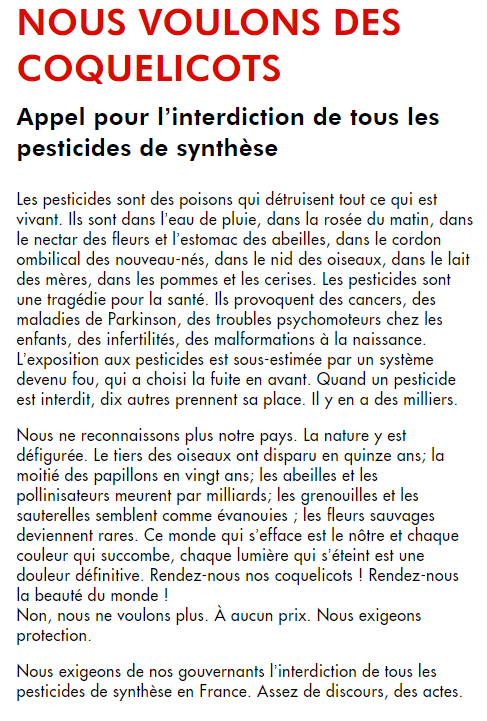 NOUS VOULONS DES
COQUELICOTS
Appel pour l'interdiction de tous les
pesticides de synthèse
Les pesticides sont des poisons qui détruisent tout ce qui est
vivant. Ils sont dans l'eau de pluie, dans la rosée du matin, dans
le nectar des fleurs et l'estomac des abeilles, dans le cordon
ombilical des nouveau-nés, dans le nid des oiseaux, dans le lait
des mères, dans les pommes et les cerises. Les pesticides sont
une tragédie pour la santé. Ils provoquent des cancers, des
maladies de Parkinson, des troubles psychomoteurs chez les
enfants, des infertilités, des malformations à la naissance.
L'exposition aux pesticides est sous-estimée par un système
devenu fou, qui a choisi la fuite en avant. Quand un pesticide
est interdit, dix autres prennent sa place. Il y en a des milliers.
Nous ne reconnaissons plus notre pays. La nature y est
défigurée. Le tiers des oiseaux ont disparu en quinze ans; la
moitié des papillons en vingt ans; les abeilles et les
pollinisateurs meurent par milliards; les grenouilles et les
sauterelles semblent comme évanouies ; les fleurs sauvages
deviennent rares. Ce monde qui s'efface est le nôtre et chaque
couleur qui succombe, chaque lumière qui s'éteint est une
douleur définitive. Rendez-nous nos coquelicots ! Rendez-nous
la beauté du monde !
Non, nous ne voulons plus. À aucun prix. Nous exigeons
protection.
Nous exigeons de nos gouvernants l'interdiction de tous les
pesticides de synthèse en France. Assez de discours, des actes.